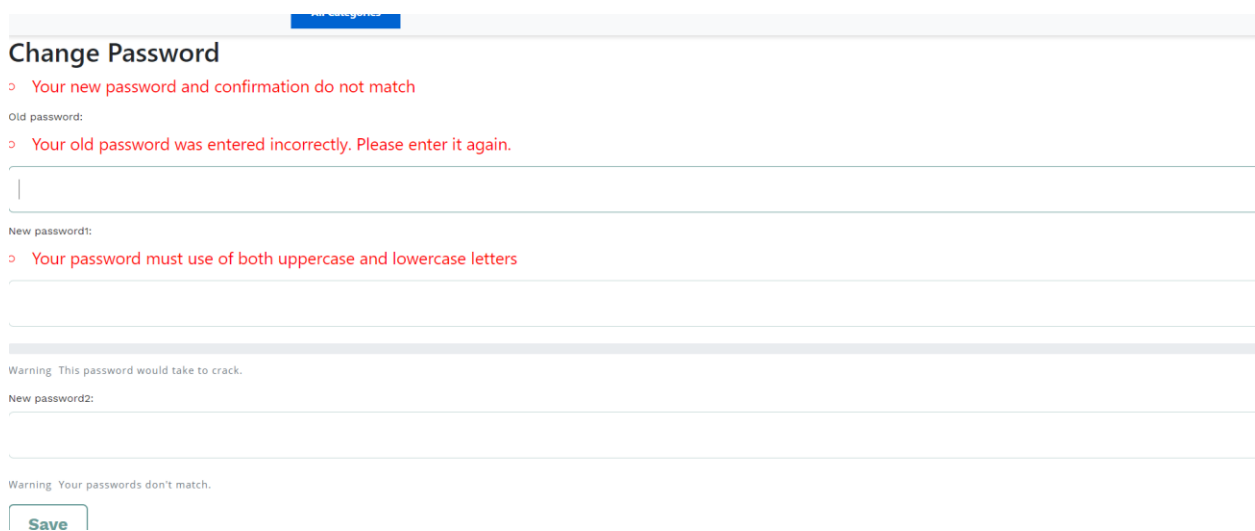 All Categories
Change Password
Your new password and confirmation do not match
Old password:
Your old password was entered incorrectly. Please enter it again.
New password1:
Your password must use of both uppercase and lowercase letters
Warning This password would take to crack.
New password2:
Warning Your passwords don't match.
Save